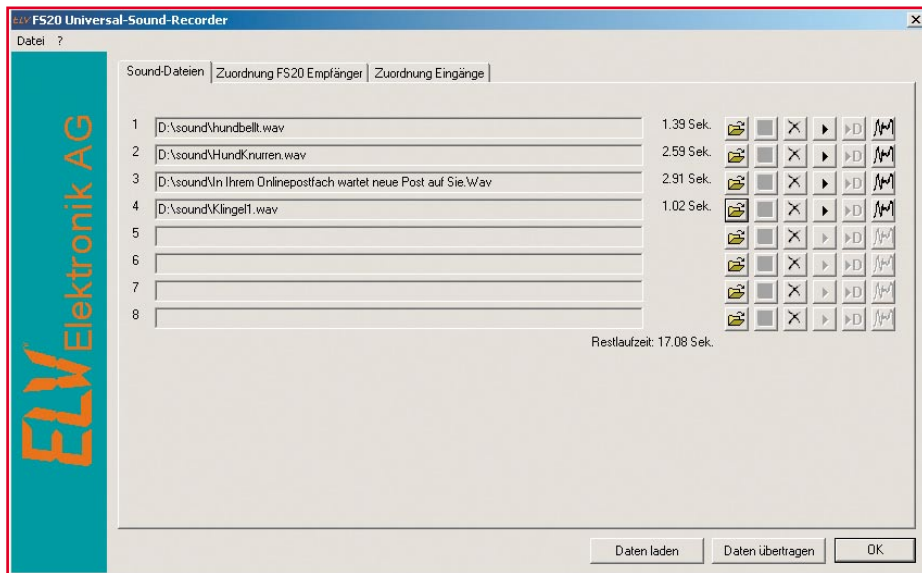 ELV FS20 Universal-Sound-Recorder
Datei ?
Sound-Dateien Zuordnung FS20 Empfänger Zuordnung Eingänge
1 D:\sound\hundbellt.wav 1.39 Sek.
2 D:\sound\HundKnurren.wav 2.59 Sek.
3 D:\sound\In Ihrem Onlinepostfach wartet neue Post auf Sie.Wav 2.91 Sek.
4 D:\sound\Klingel1.wav 1.02 Sek.
5
6
7
8
Restlaufzeit: 17.08 Sek.
ELV Elektronik AG
Daten laden Daten übertragen OK